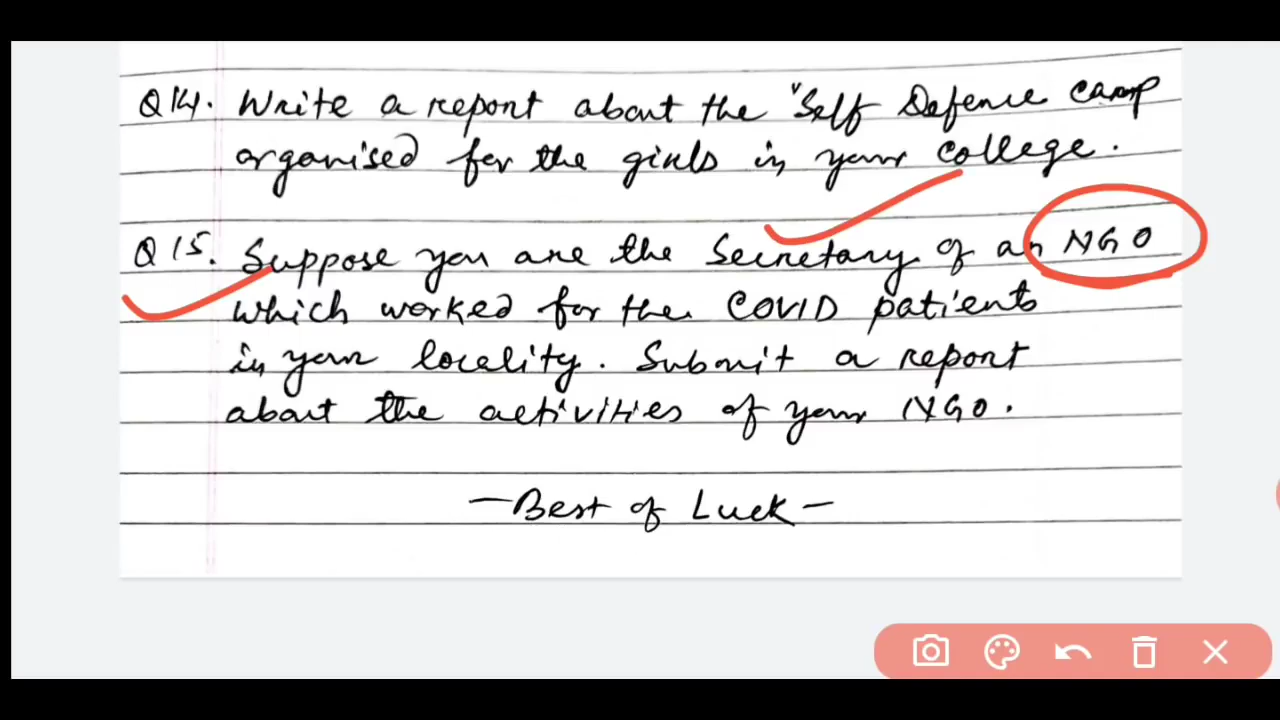 Q14. Write a report about the "Self Defence camp
organised for the girls in your college.
Q15. Suppose you are the Secretary of an NGO
which worked for the COVID patients
in your locality. Submit a report
about the activities of your NGO.
- Best of Luck -